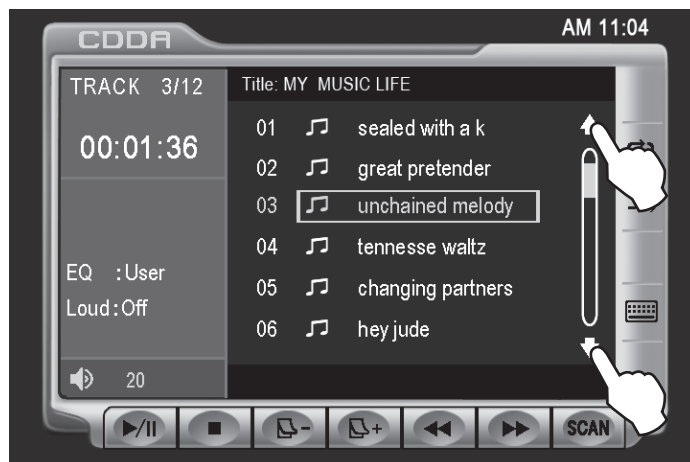 CDDA
AM 11:04
TRACK 3/12
00:01:36
EQ :User
Loud:Off
20
Title: MY MUSIC LIFE
01 sealed with a k
02 great pretender
03 unchained melody
04 tennesse waltz
05 changing partners
06 hey jude
SCAN